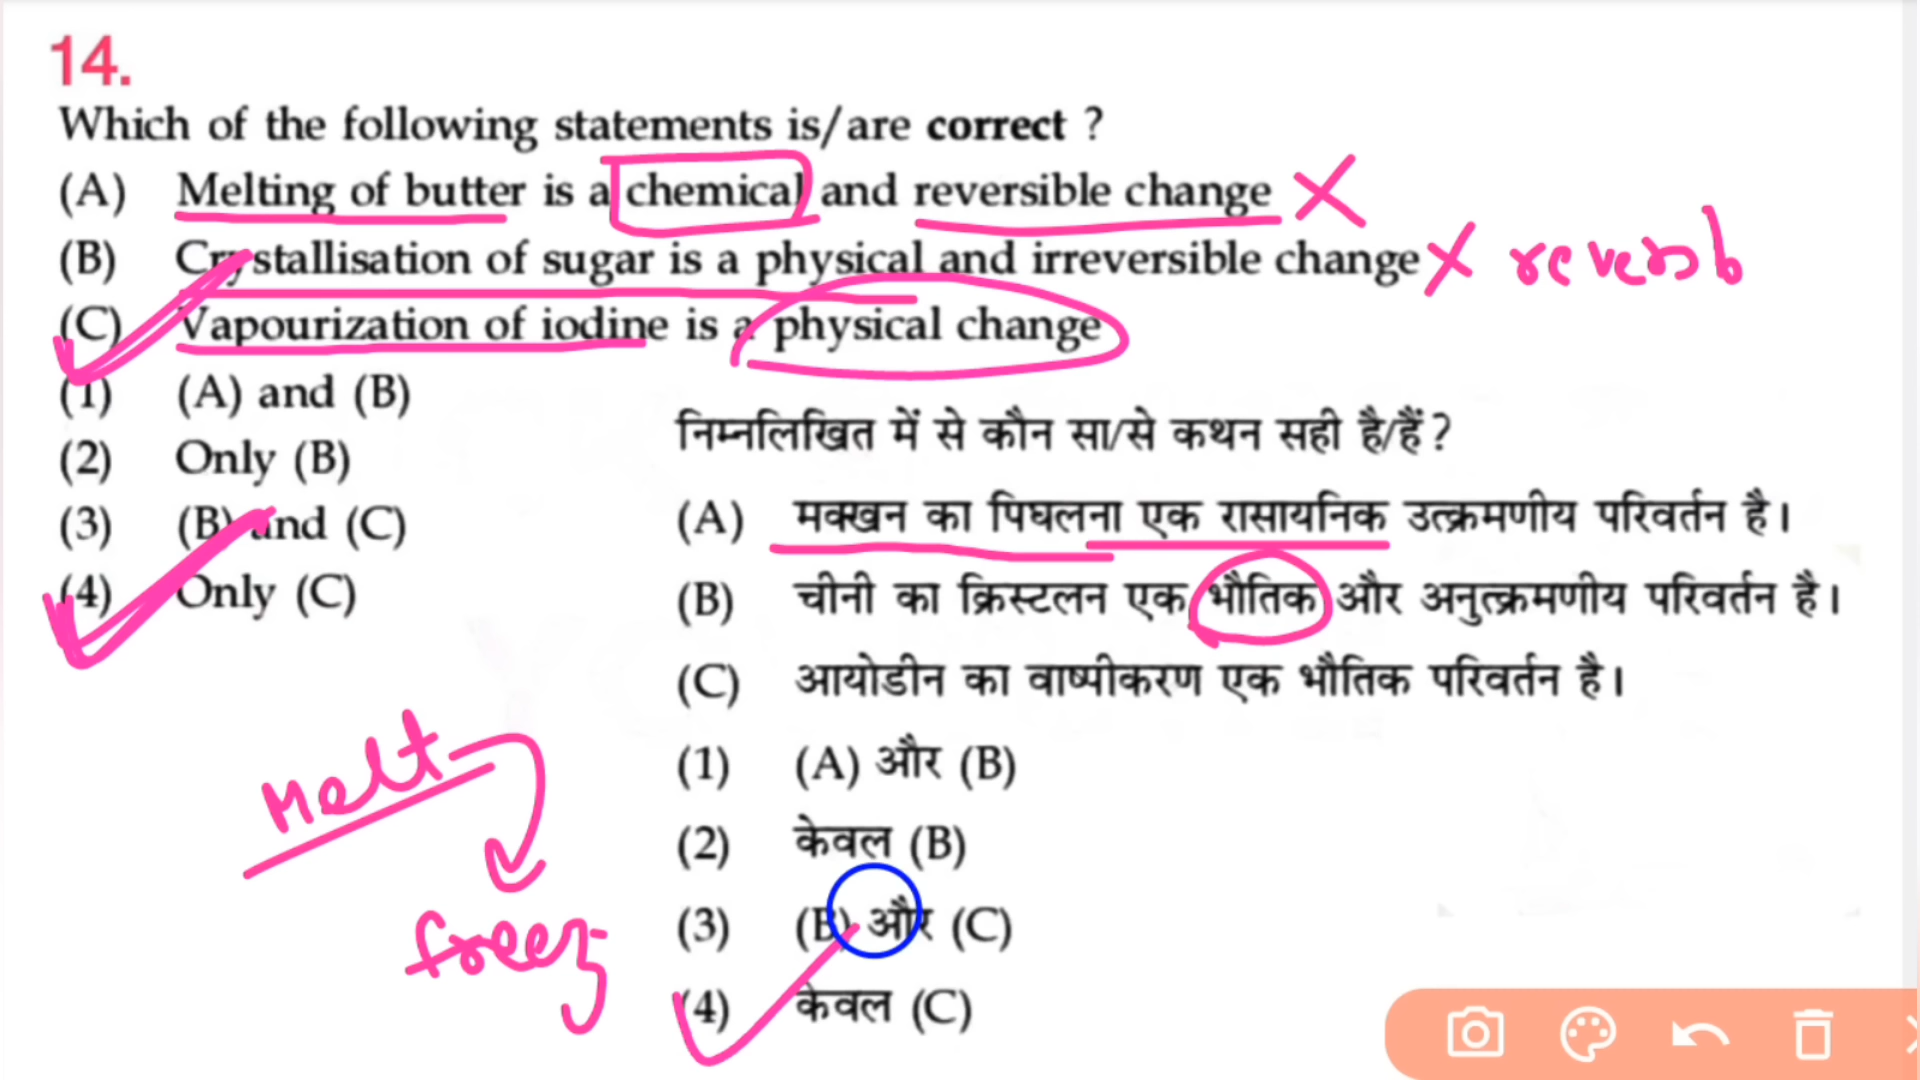 14.
Which of the following statements is/are correct ?
(A) Melting of butter is a chemical and reversible change
(B) Crystallisation of sugar is a physical and irreversible change reversb
(C) Vapourization of iodine is a physical change
(1) (A) and (B)
(2) Only (B)
(3) (B) and (C)
(4) Only (C)
निम्नलिखित में से कौन सा/से कथन सही है/हैं?
(A) मक्खन का पिघलना एक रासायनिक उत्क्रमणीय परिवर्तन है।
(B) चीनी का क्रिस्टलन एक भौतिक और अनुत्क्रमणीय परिवर्तन है।
(C) आयोडीन का वाष्पीकरण एक भौतिक परिवर्तन है।
(1) (A) और (B)
(2) केवल (B)
(3) (B) और (C)
(4) केवल (C)
Melt
freez